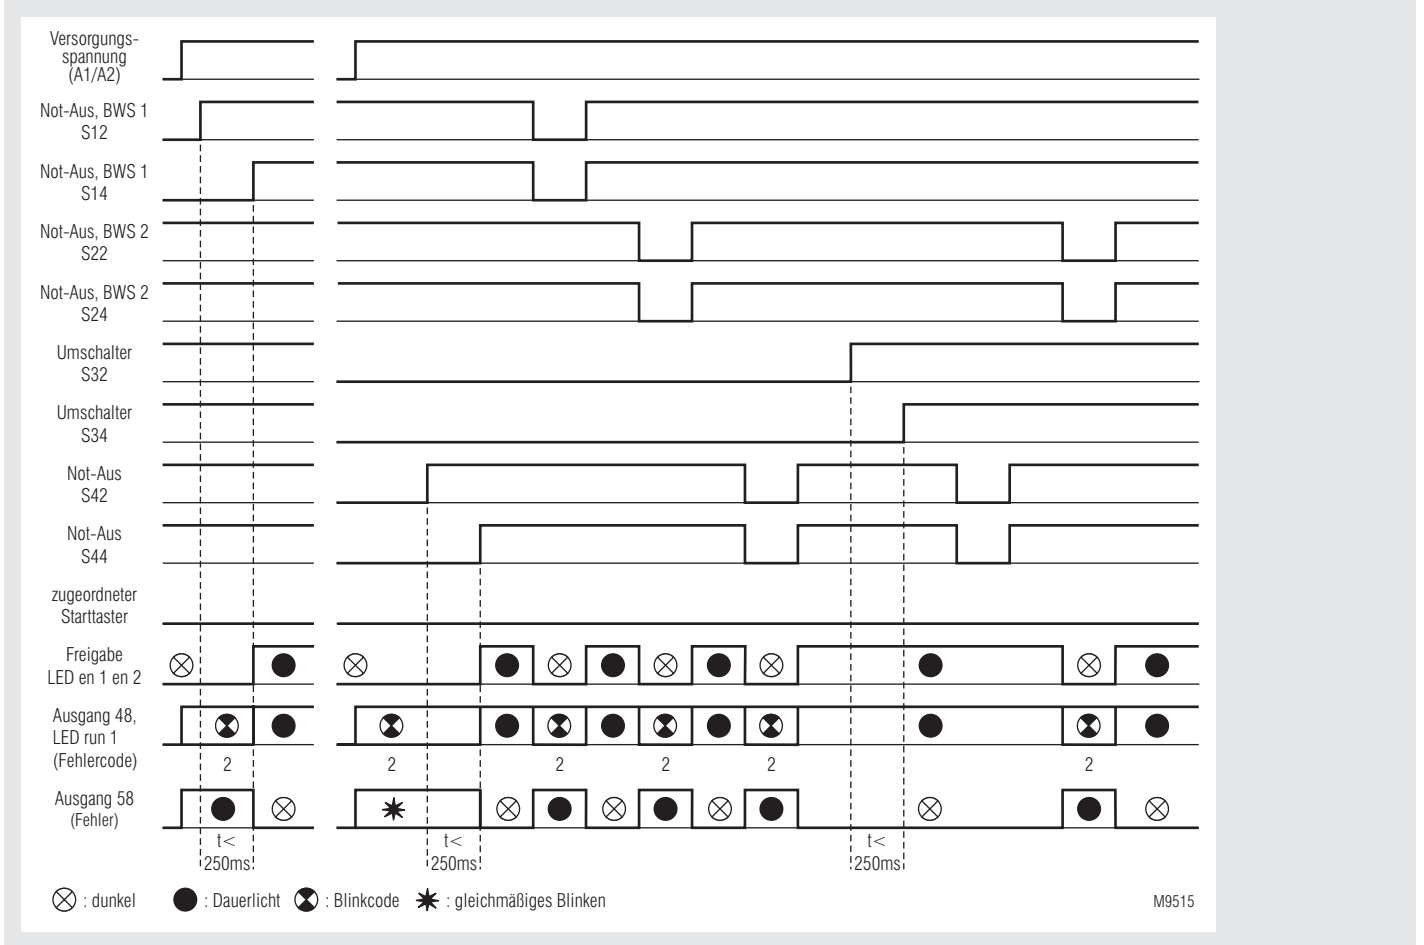 Versorgungs-
spannung
(A1/A2)
Not-Aus, BWS 1
S12
Not-Aus, BWS 1
S14
Not-Aus, BWS 2
S22
Not-Aus, BWS 2
S24
Umschalter
S32
Umschalter
S34
Not-Aus
S42
Not-Aus
S44
zugeordneter
Starttaster
Freigabe
LED en 1 en 2
Ausgang 48,
LED run 1
(Fehlercode)
2 2 2 2 2 2
Ausgang 58
(Fehler)
t< t< t<
250ms 250ms 250ms
: dunkel : Dauerlicht : Blinkcode : gleichmäßiges Blinken
M9515